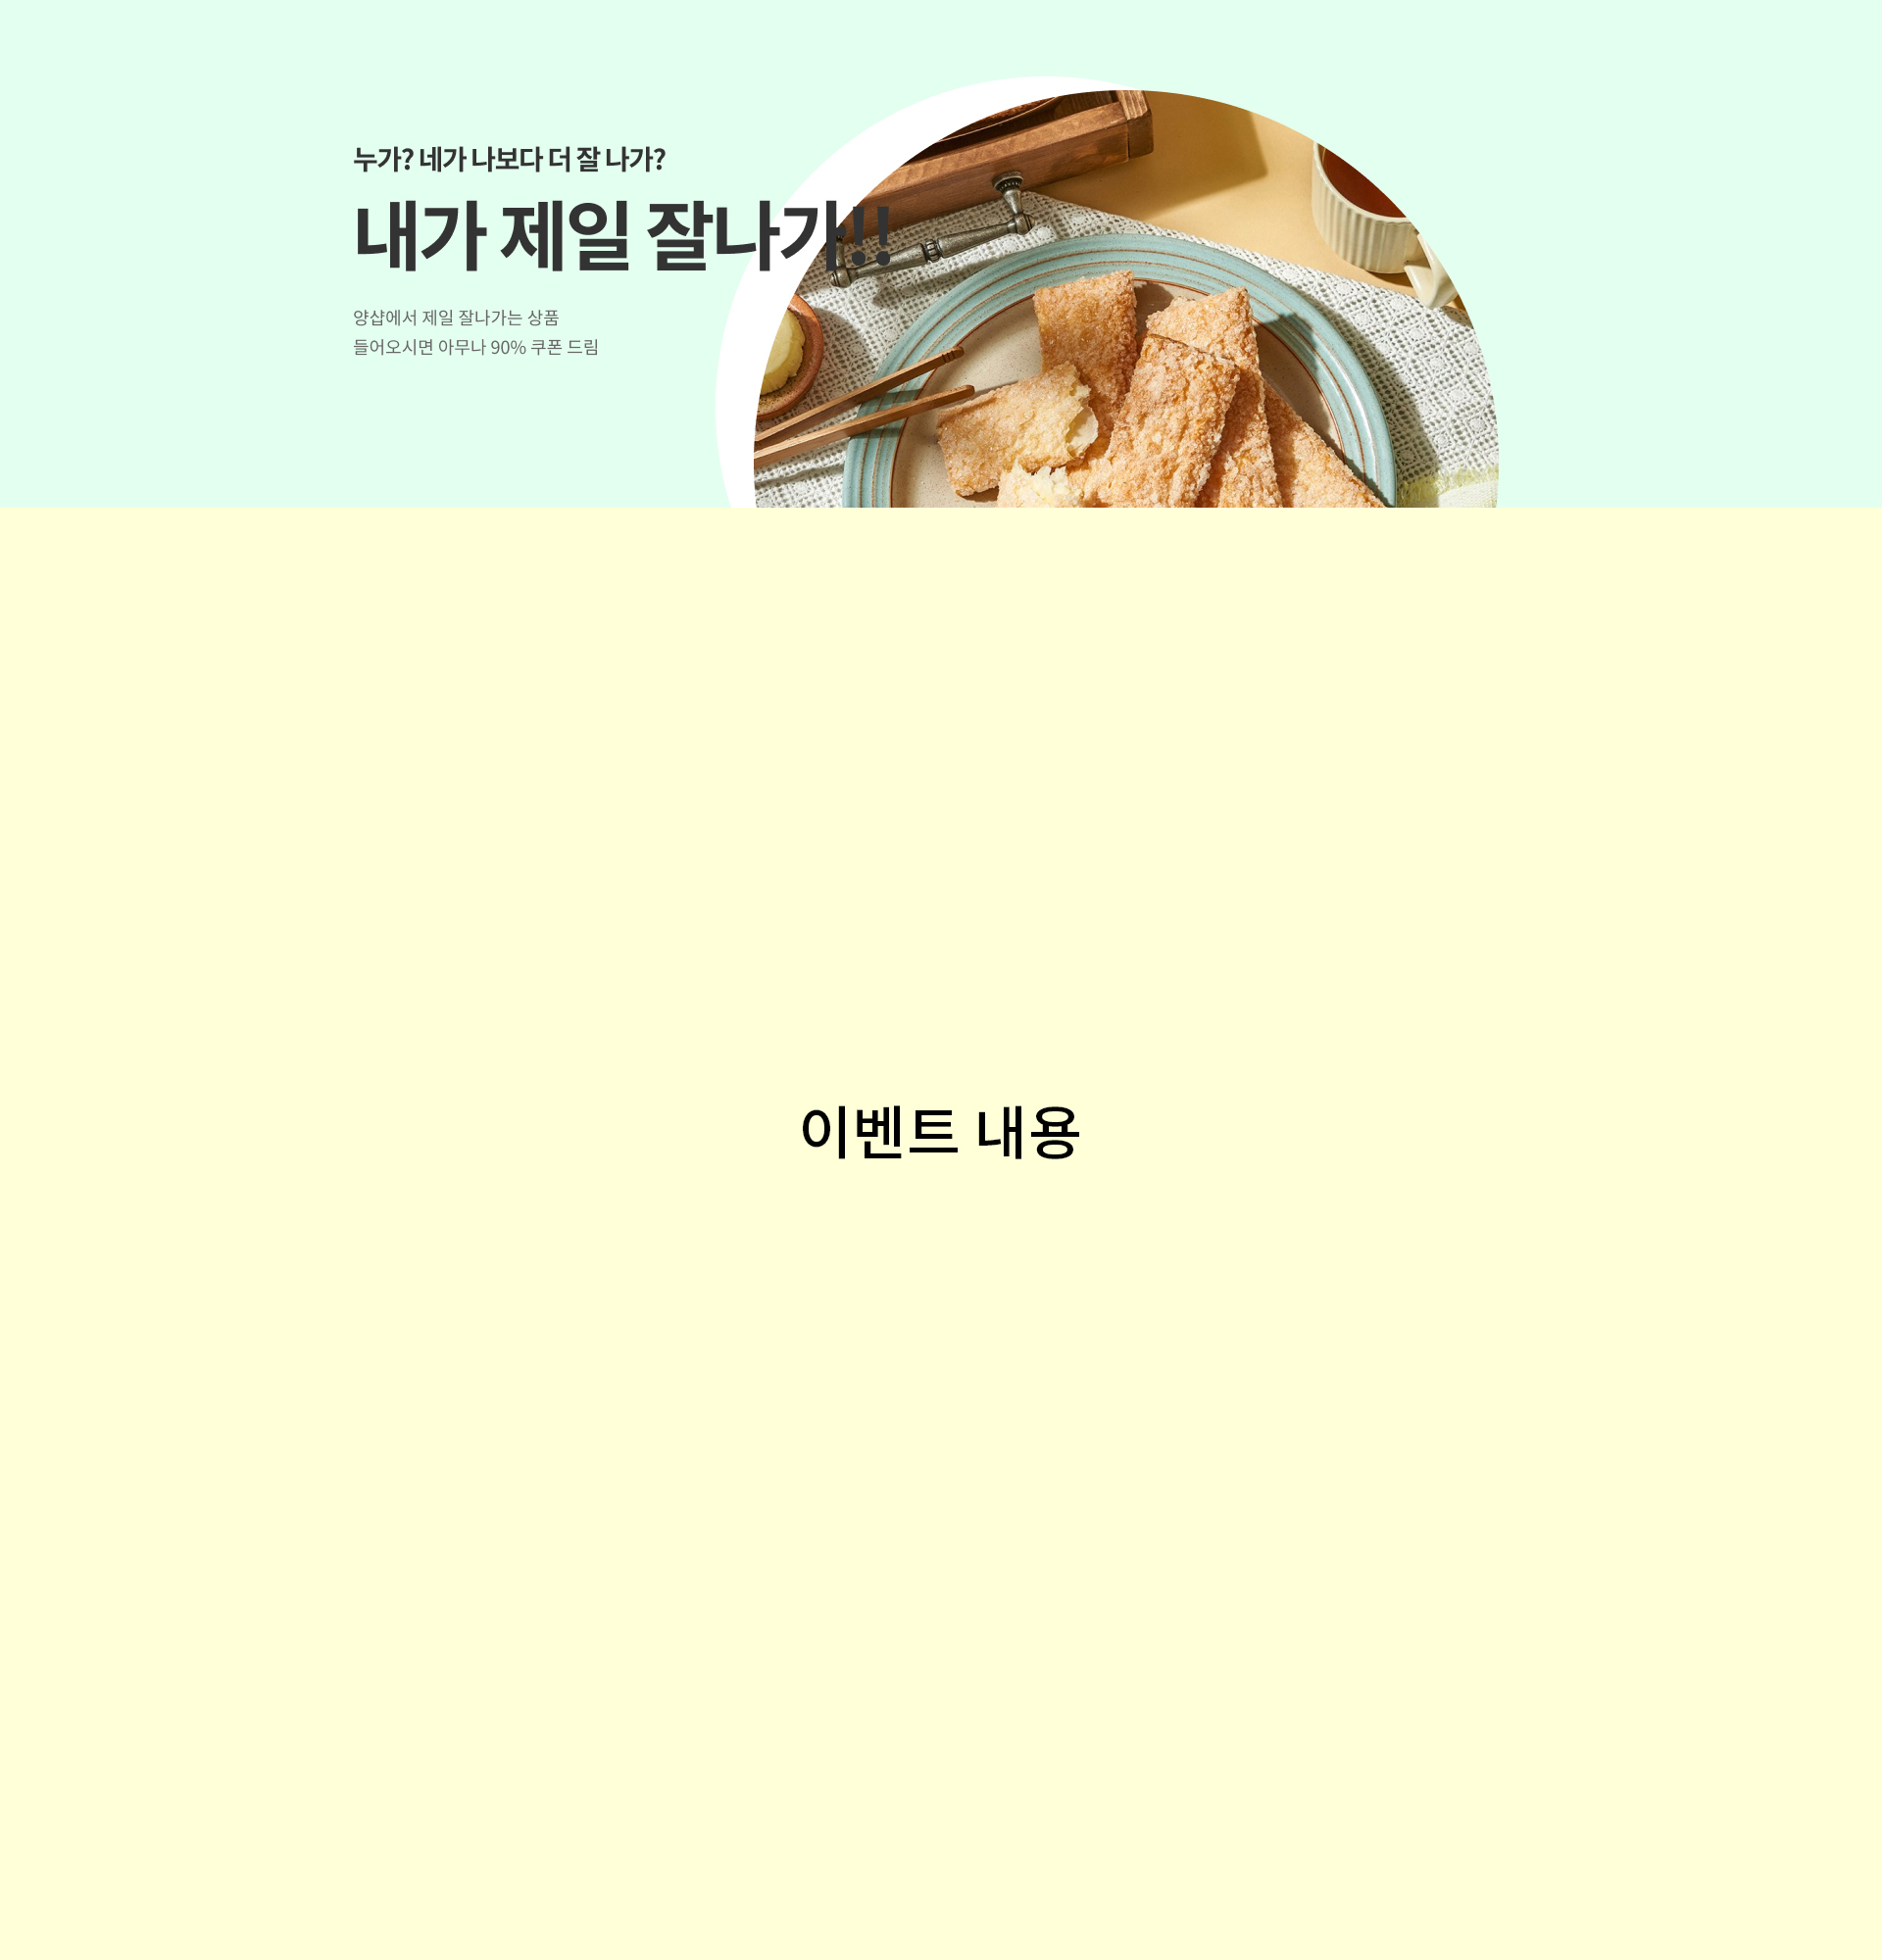 누가? 네가 나보다 더 잘 나가?
내가 제일 잘나가!!
양샵에서 제일 잘나가는 상품
들어오시면 아무나 90% 쿠폰 드림
이벤트 내용